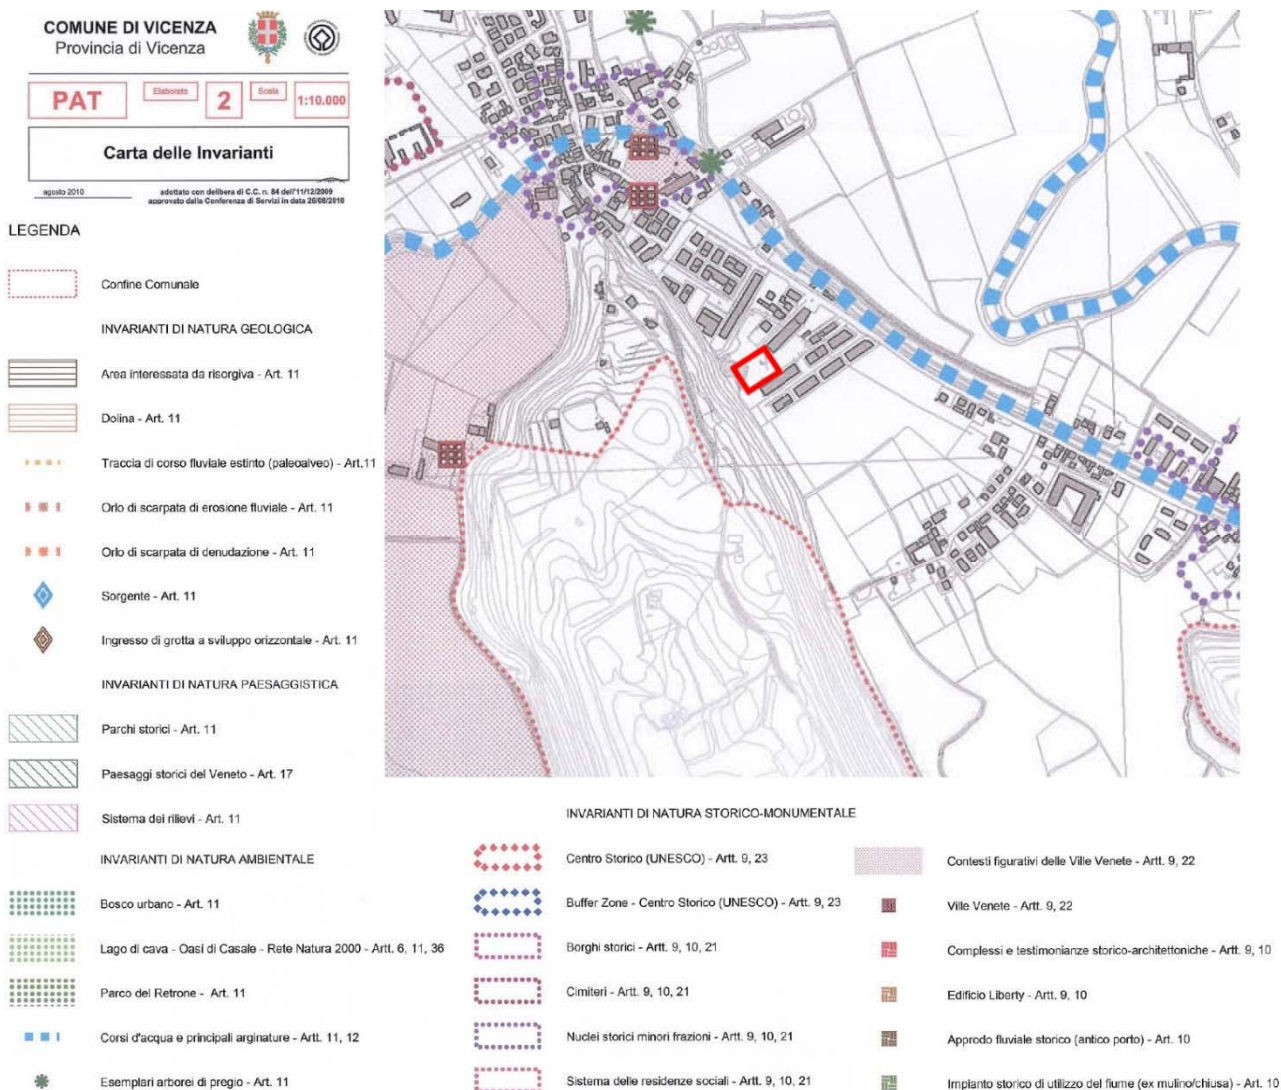 COMUNE DI VICENZA
Provincia di Vicenza
PAT
Elaborato
2
Scala
1:10.000
Carta delle Invarianti
agosto 2010
adottato con delibera di C.C. n. 84 dell'11/12/2009
approvato dalla Conferenza di Servizi in data 26/08/2010
LEGENDA
Confine Comunale
INVARIANTI DI NATURA GEOLOGICA
Area interessata da risorgiva - Art. 11
Dolina - Art. 11
Traccia di corso fluviale estinto (paleoalveo) - Art.11
Orlo di scarpata di erosione fluviale - Art. 11
Orlo di scarpata di denudazione - Art. 11
Sorgente - Art. 11
Ingresso di grotta a sviluppo orizzontale - Art. 11
INVARIANTI DI NATURA PAESAGGISTICA
Parchi storici - Art. 11
Paesaggi storici del Veneto - Art. 17
Sistema dei rilievi - Art. 11
INVARIANTI DI NATURA AMBIENTALE
Bosco urbano - Art. 11
Lago di cava - Oasi di Casale - Rete Natura 2000 - Artt. 6, 11, 36
Parco del Retrone - Art. 11
Corsi d'acqua e principali arginature - Artt. 11, 12
Esemplari arborei di pregio - Art. 11
INVARIANTI DI NATURA STORICO-MONUMENTALE
Centro Storico (UNESCO) - Artt. 9, 23
Buffer Zone - Centro Storico (UNESCO) - Artt. 9, 23
Borghi storici - Artt. 9, 10, 21
Cimiteri - Artt. 9, 10, 21
Nuclei storici minori frazioni - Artt. 9, 10, 21
Sistema delle residenze sociali - Artt. 9, 10, 21
Contesti figurativi delle Ville Venete - Artt. 9, 22
Ville Venete - Artt. 9, 22
Complessi e testimonianze storico-architettoniche - Artt. 9, 10
Edificio Liberty - Artt. 9, 10
Approdo fluviale storico (antico porto) - Art. 10
Impianto storico di utilizzo del fiume (ex mulino/chiusa) - Art. 10